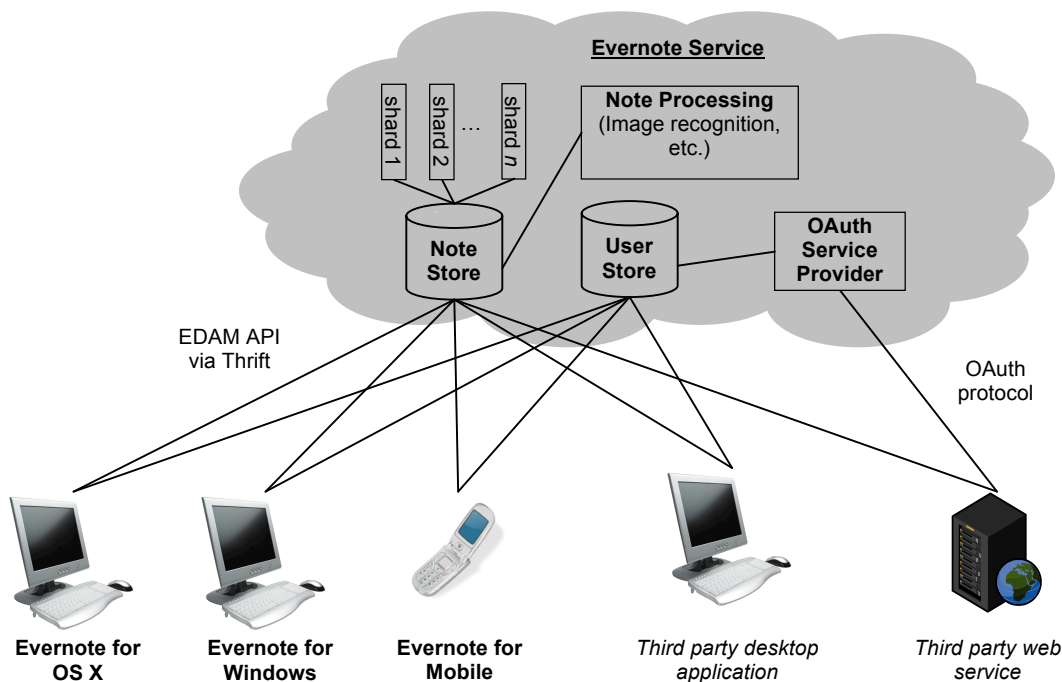 Evernote Service
shard 1
shard 2
...
shard n
Note Processing
(Image recognition,
etc.)
Note
Store
User
Store
OAuth
Service
Provider
EDAM API
via Thrift
OAuth
protocol
Evernote for
OS X
Evernote for
Windows
Evernote for
Mobile
Third party desktop
application
Third party web
service